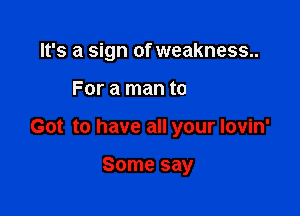 It's a sign of weakness..
For a man to
Got to have all your lovin'
Some say